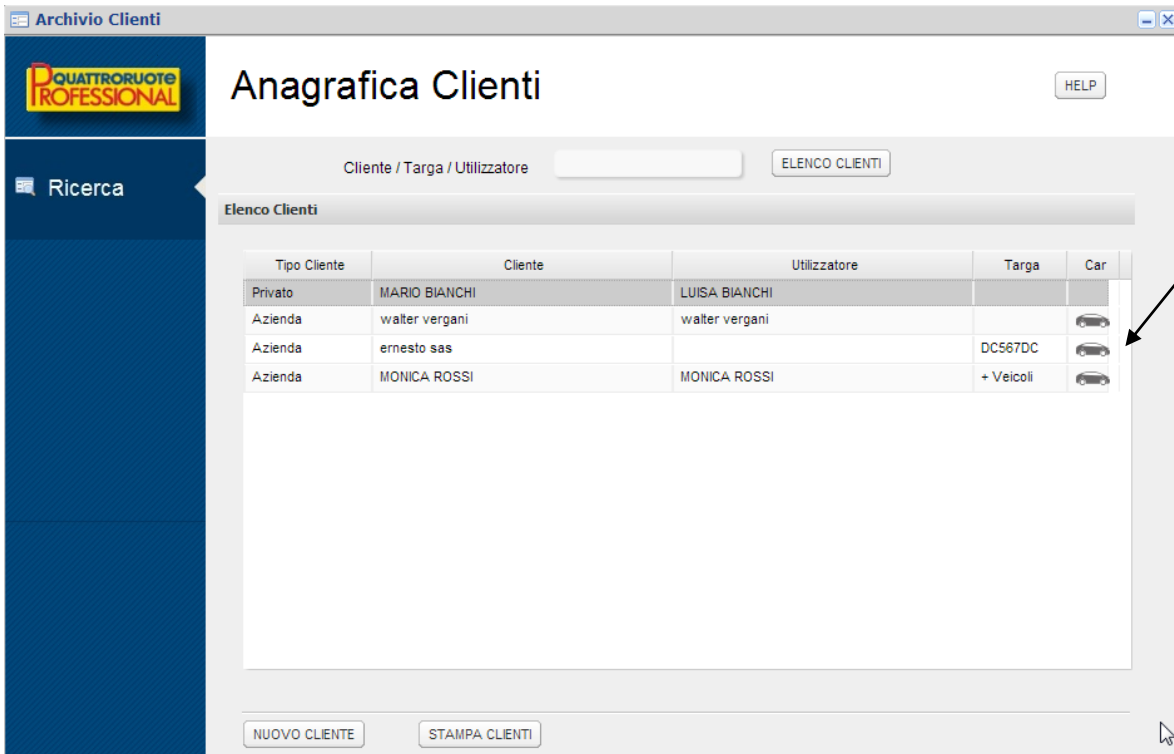 Archivio Clienti
QUATTRORUOTE
PROFESSIONAL
Anagrafica Clienti
HELP
Ricerca
Cliente / Targa / Utilizzatore ELENCO CLIENTI
Elenco Clienti
Tipo Cliente Cliente Utilizzatore Targa Car
Privato MARIO BIANCHI LUISA BIANCHI
Azienda walter vergani walter vergani
Azienda ernesto sas DC567DC
Azienda MONICA ROSSI MONICA ROSSI + Veicoli
NUOVO CLIENTE STAMPA CLIENTI